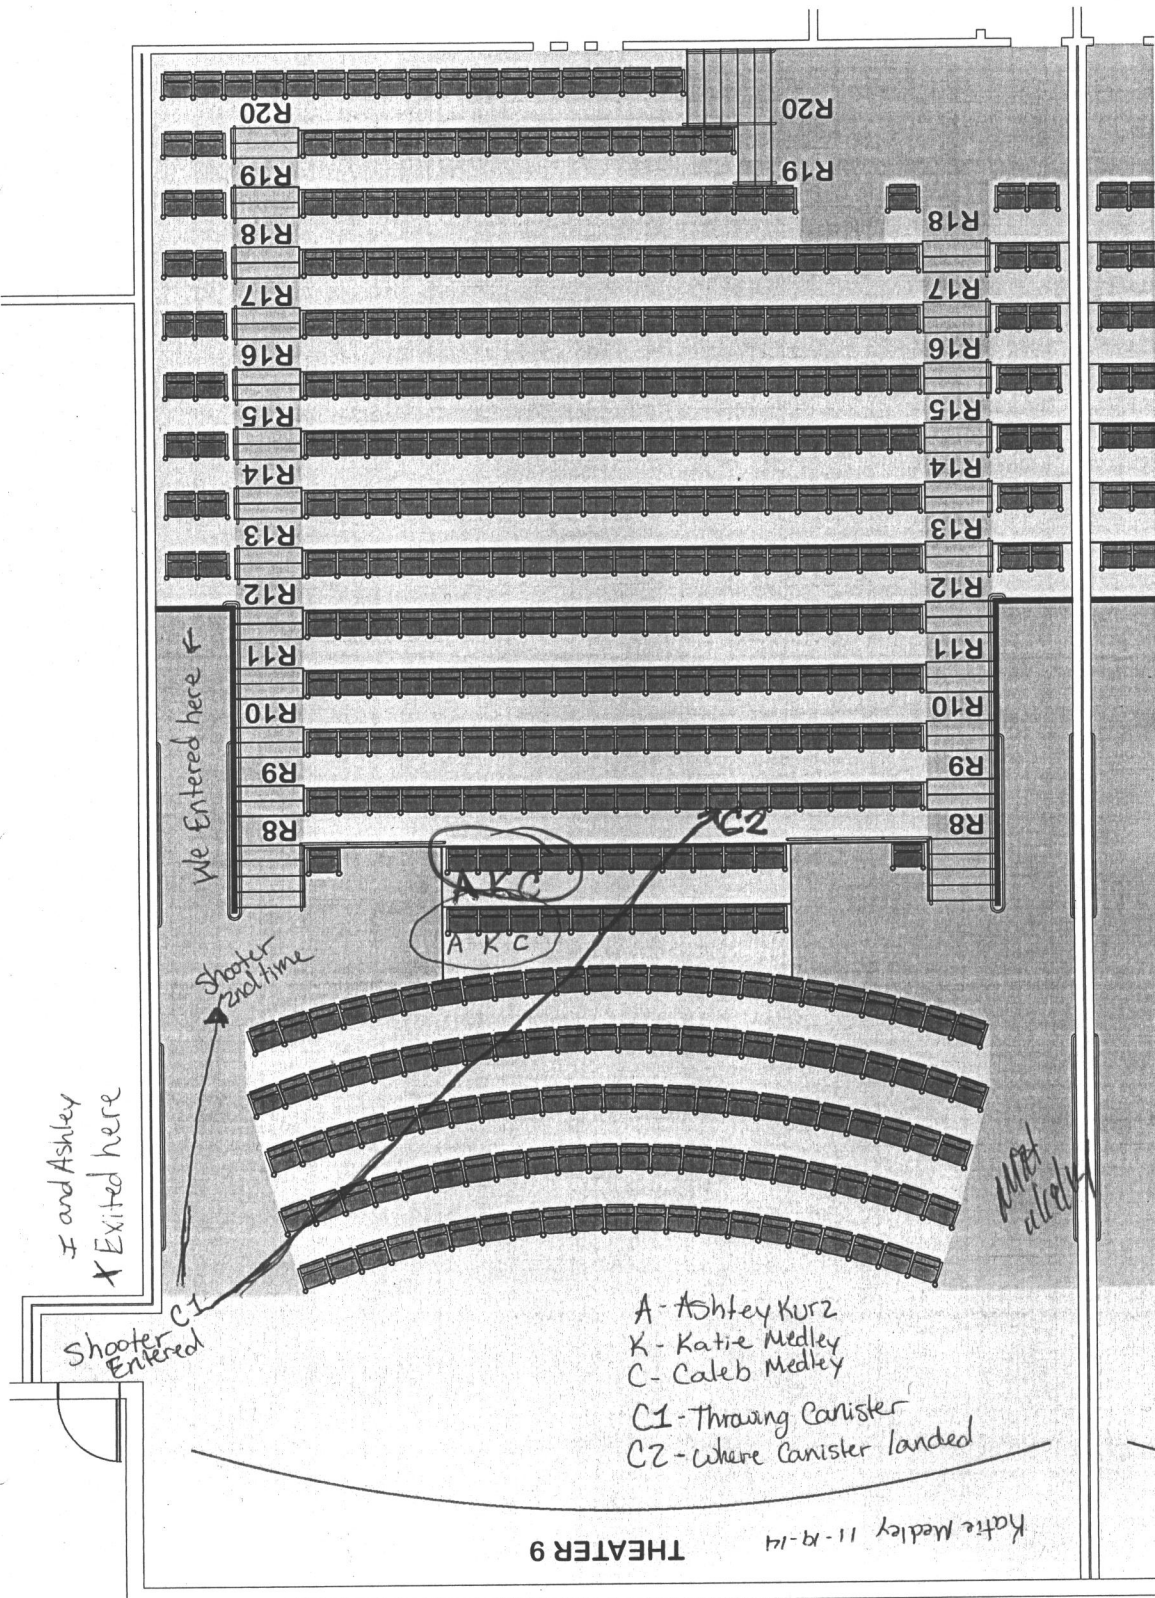 R20
R20
R19
R19
R18
R18
R17
R17
R16
R16
R15
R15
R14
R14
R13
R13
R12
R12
R11
R11
R10
R10
R9
R9
R8
R8
We Entered here
C2
A K C
A K C
Shooter
2nd time
I and Ashley
X Exited here
C1
Shooter
Entered
A - Ashley Kurz
K - Katie Medley
C - Caleb Medley
C1 - Throwing Canister
C2 - Where Canister landed
Katie Medley 11-19-14
THEATER 9